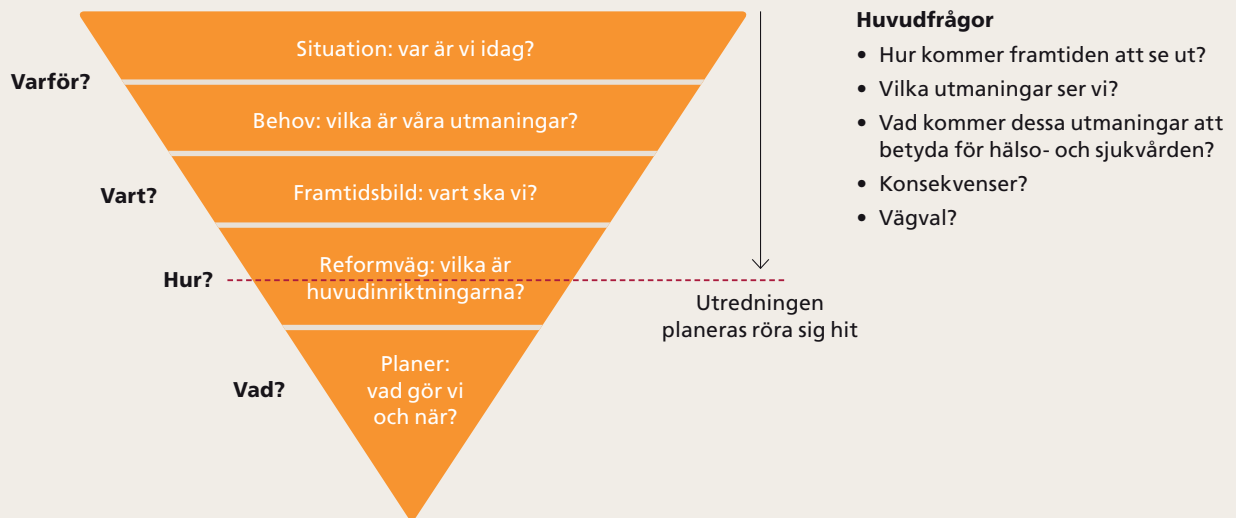 Varför?
Situation: var är vi idag?
Behov: vilka är våra utmaningar?
Vart?
Framtidsbild: vart ska vi?
Hur?
Reformväg: vilka är
huvudinriktningarna?
Vad?
Planer:
vad gör vi
och när?
Utredningen
planeras röra sig hit
Huvudfrågor
• Hur kommer framtiden att se ut?
• Vilka utmaningar ser vi?
• Vad kommer dessa utmaningar att
betyda för hälso- och sjukvården?
• Konsekvenser?
• Vägval?